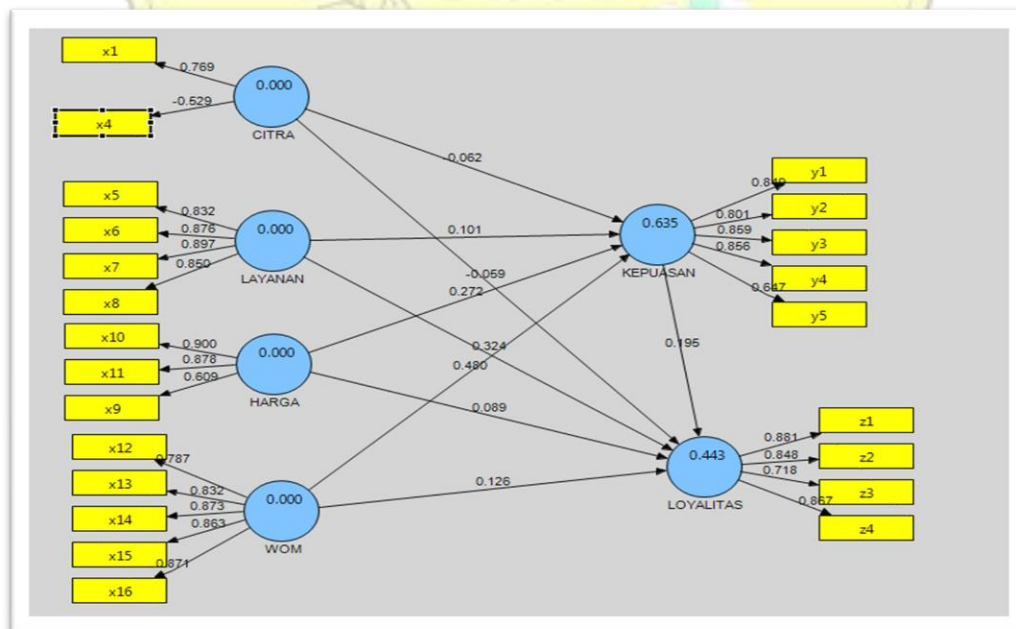 x1
0.769
0.000
-0.529
x4
CITRA
-0.062
x5
0.832
x6
0.876
0.000
x7
0.897
0.850
LAYANAN
x8
0.101
-0.059
0.272
x10
0.900
0.000
x11
0.878
0.609
HARGA
x9
0.324
0.480
0.089
x12
0.787
x13
0.832
0.000
x14
0.873
0.863
x15
WOM
0.871
x16
0.126
y1
0.849
0.801
y2
0.635
0.859
y3
0.856
KEPUASAN
y4
0.647
y5
0.195
z1
0.881
0.443
0.848
z2
0.718
z3
LOYALITAS
0.867
z4